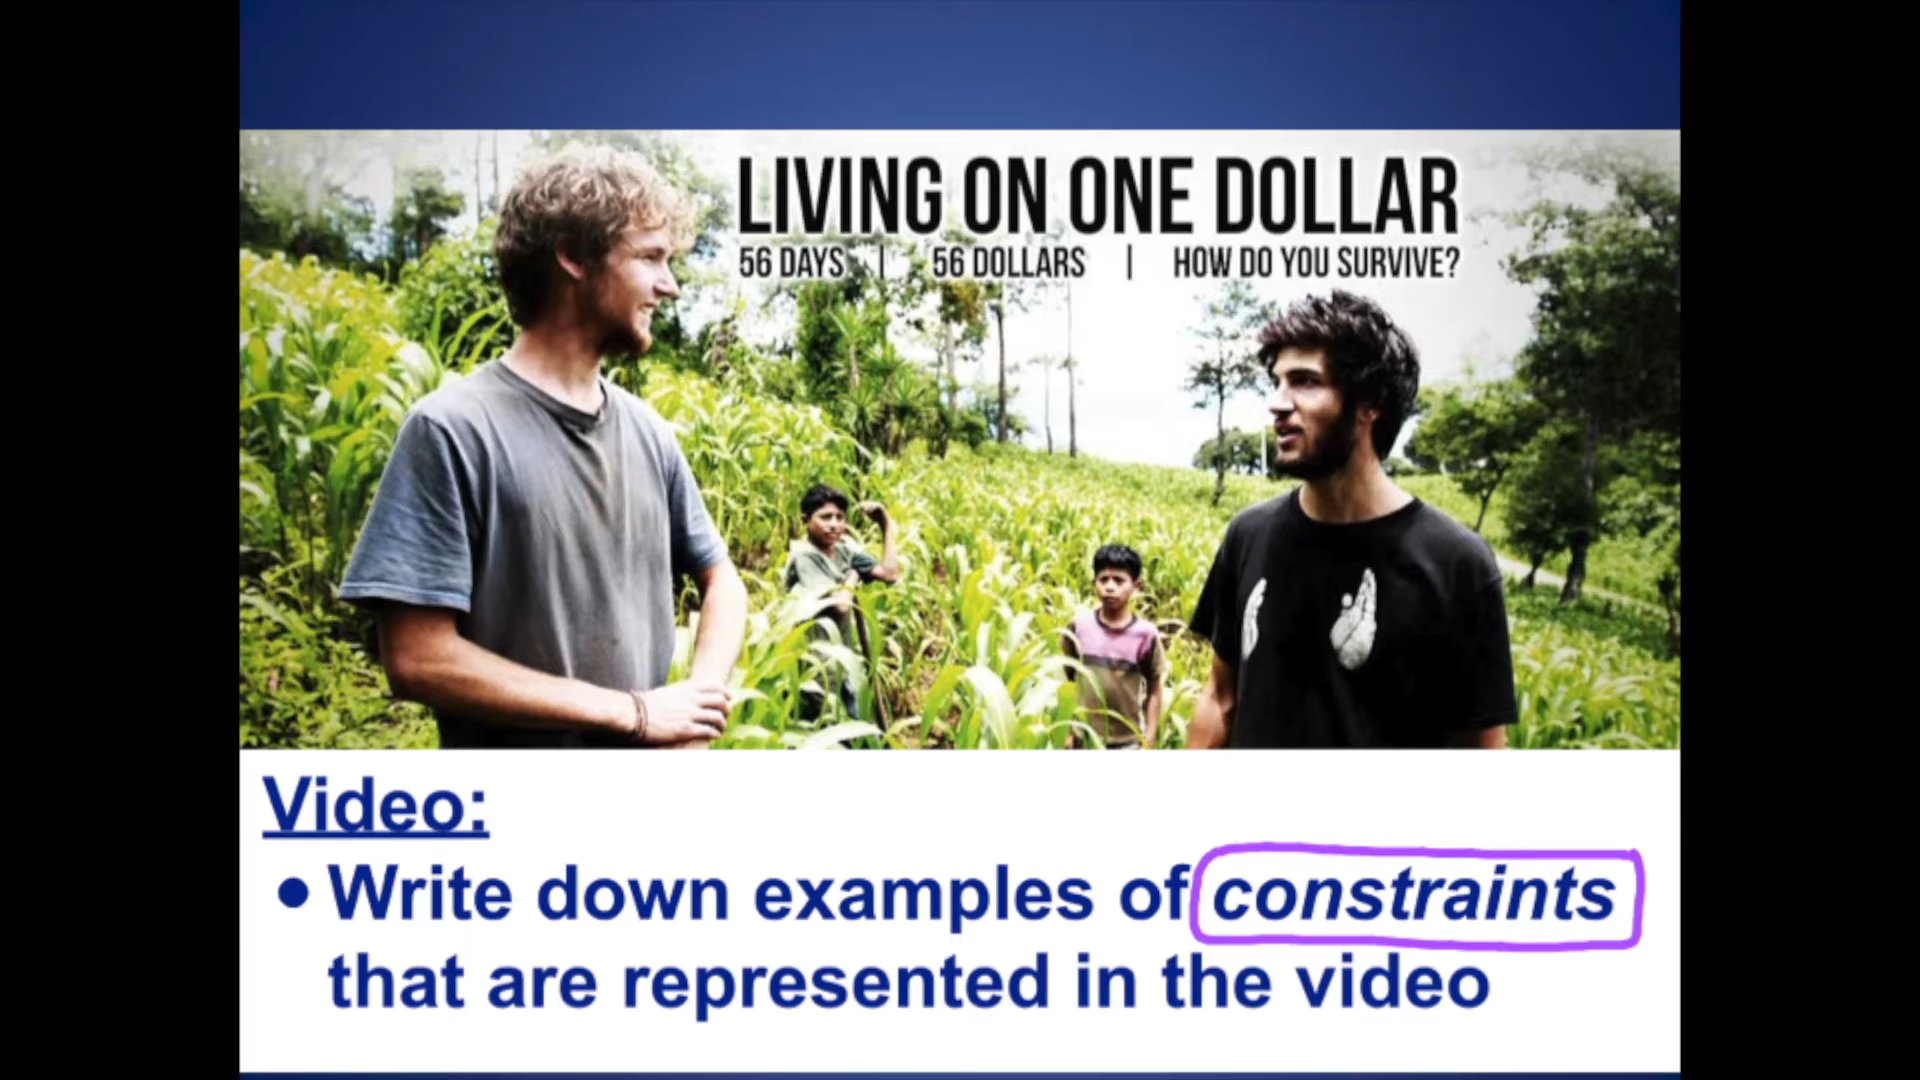 LIVING ON ONE DOLLAR
56 DAYS | 56 DOLLARS | HOW DO YOU SURVIVE?
Video:
• Write down examples of constraints
that are represented in the video